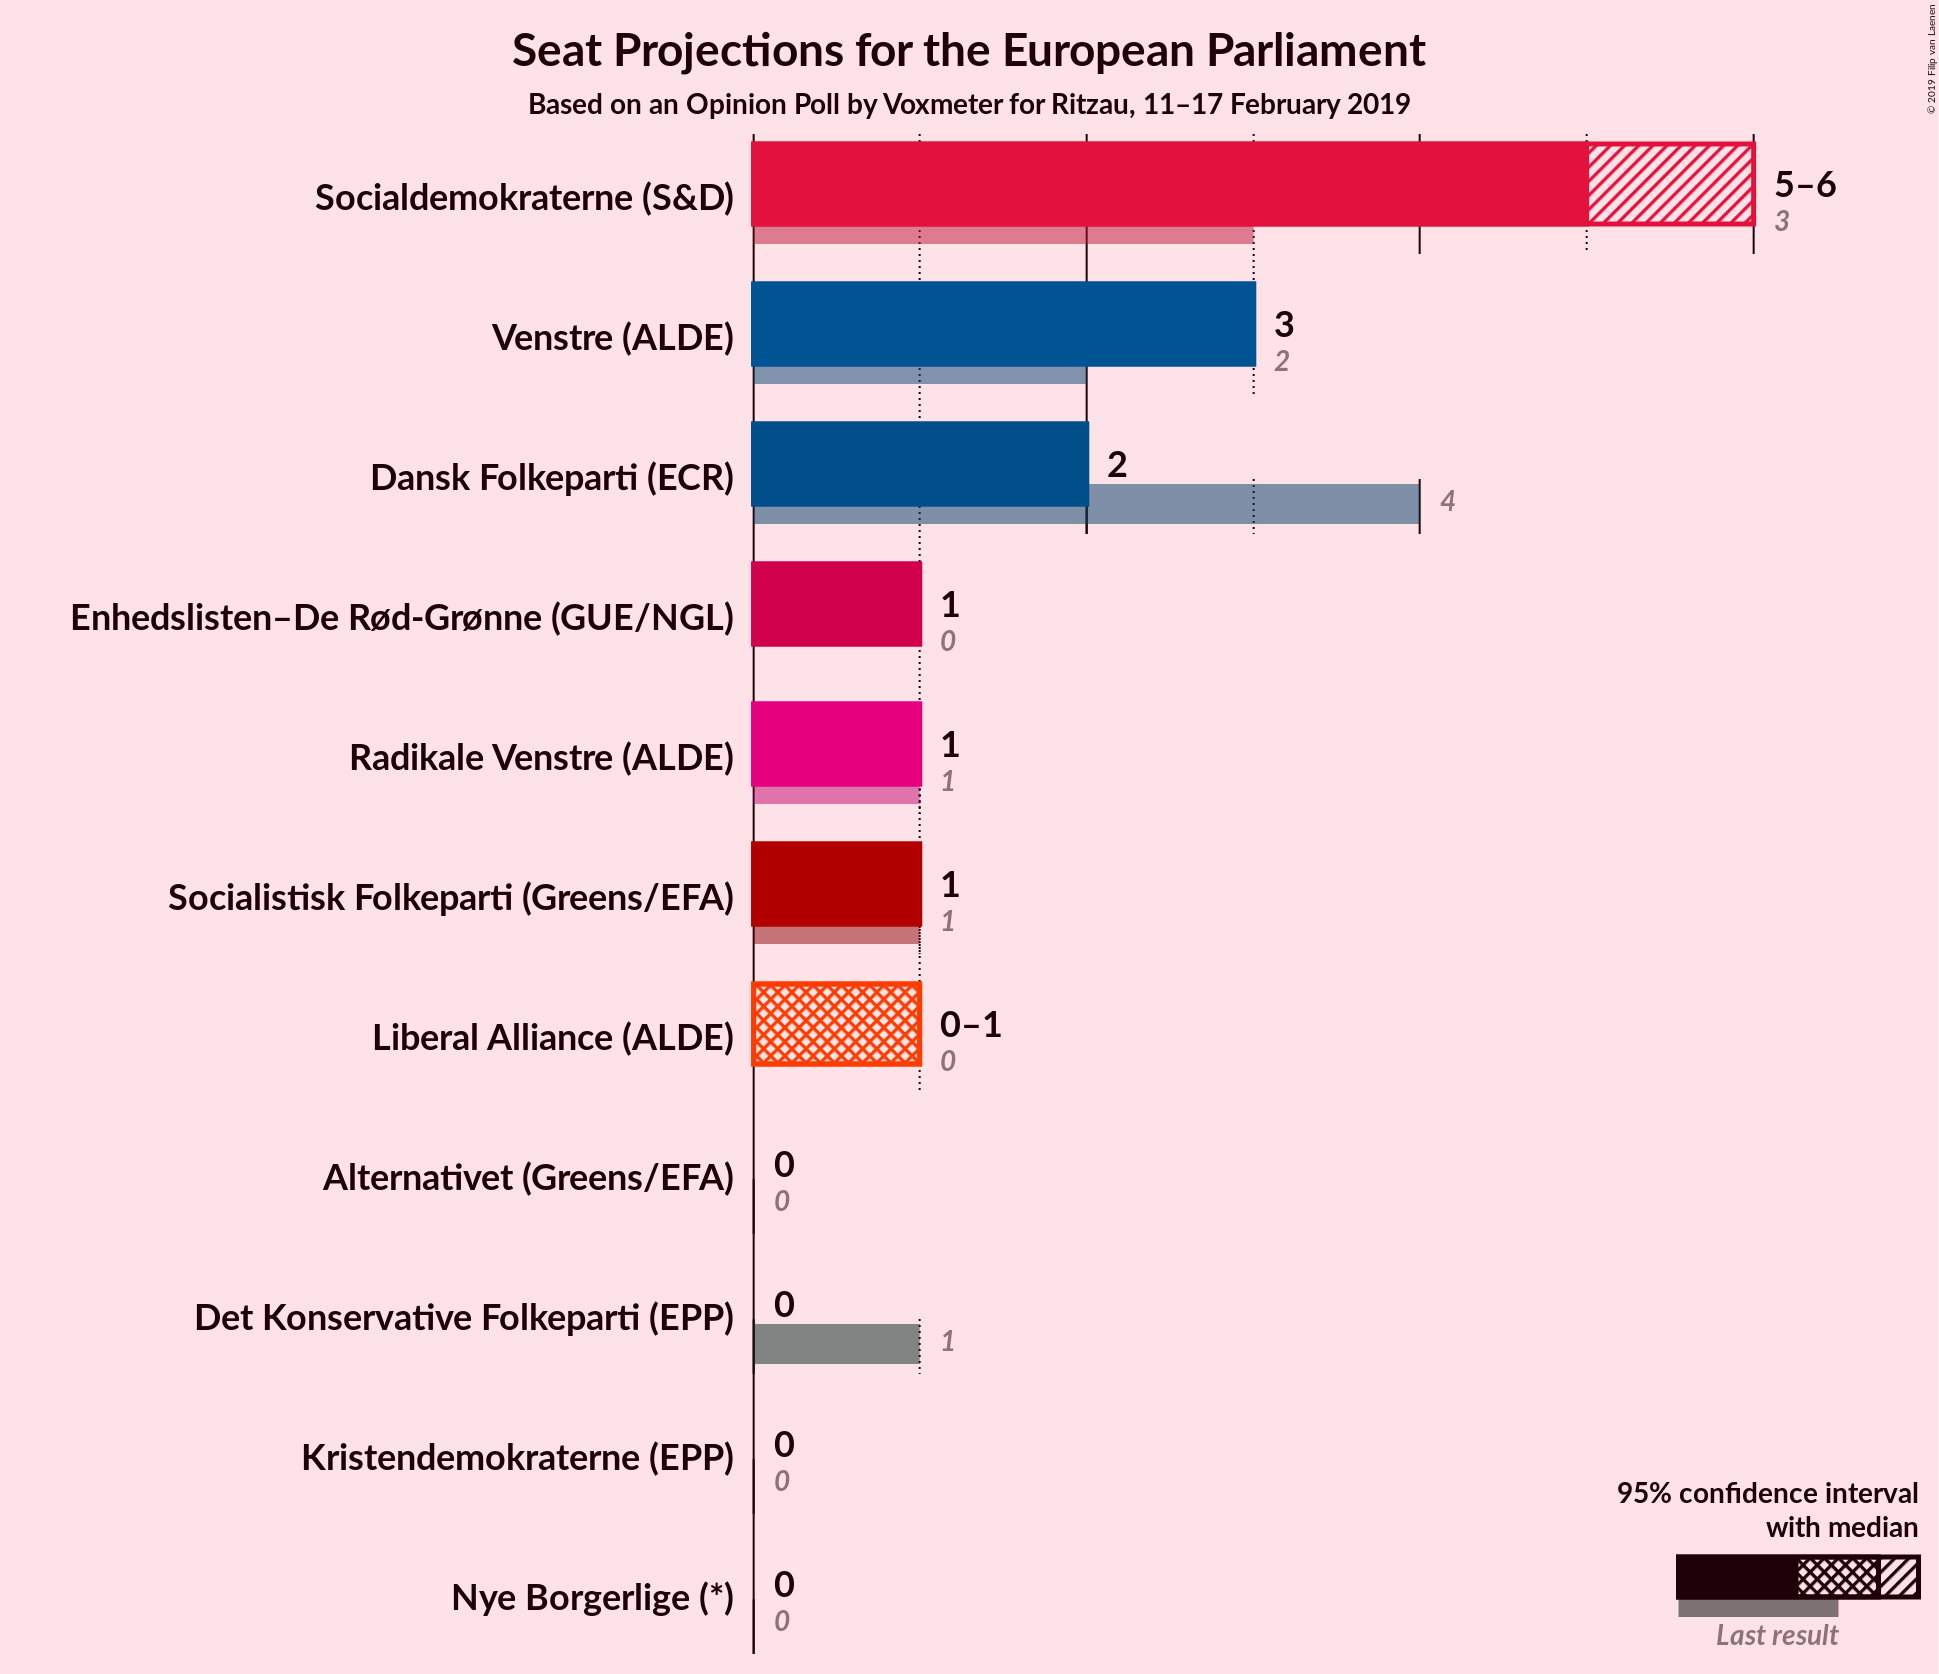 Seat Projections for the European Parliament
Based on an Opinion Poll by Voxmeter for Ritzau, 11–17 February 2019
© 2019 Filip van Laenen
Socialdemokraterne (S&D)
5–6
3
Venstre (ALDE)
3
2
Dansk Folkeparti (ECR)
2
4
Enhedslisten–De Rød-Grønne (GUE/NGL)
1
0
Radikale Venstre (ALDE)
1
1
Socialistisk Folkeparti (Greens/EFA)
1
1
Liberal Alliance (ALDE)
0–1
0
Alternativet (Greens/EFA)
0
0
Det Konservative Folkeparti (EPP)
0
1
Kristendemokraterne (EPP)
0
0
Nye Borgerlige (*)
0
0
95% confidence interval
with median
Last result